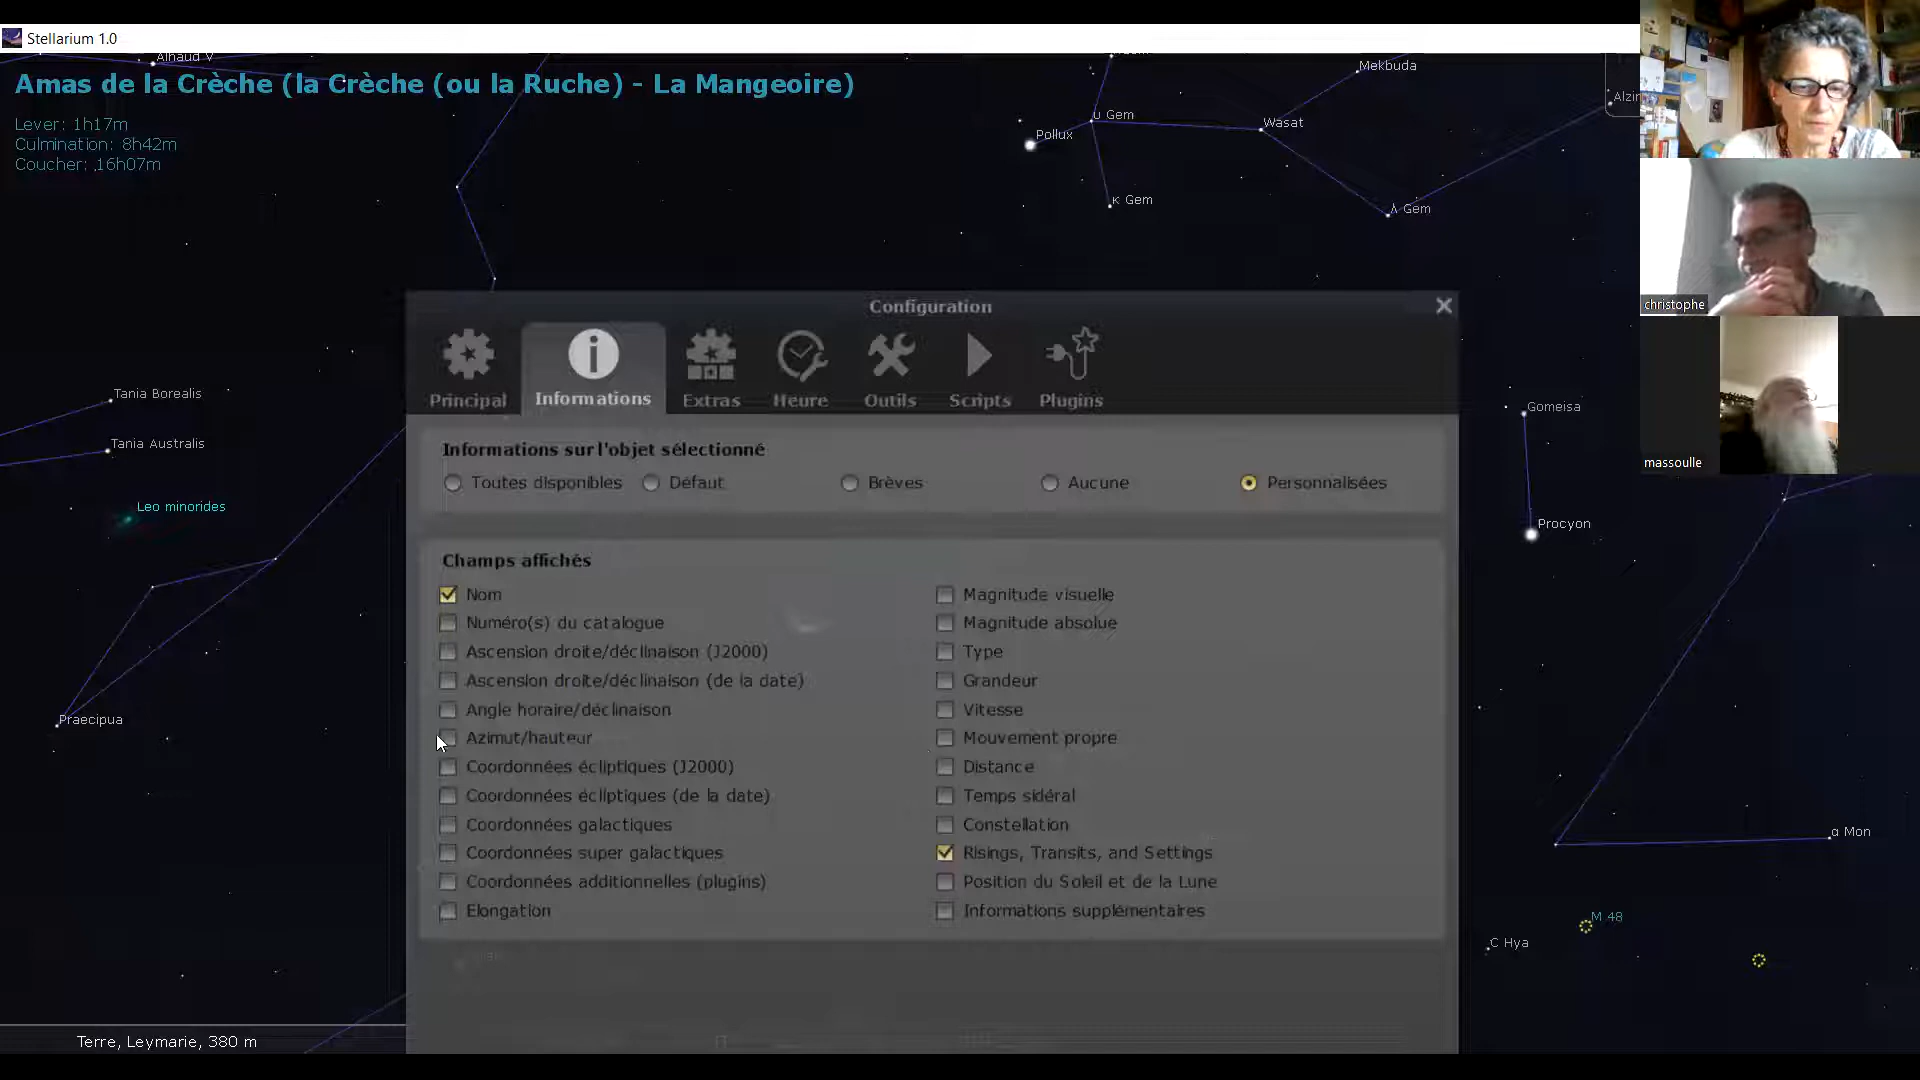 Stellarium 1.0
Alhaud V
Amas de la Crèche (la Crèche (ou la Ruche) - La Mangeoire)
Lever: 1h17m
Culmination: 8h42m
Coucher: 16h07m
Mekbuda
υ Gem
Wasat
Pollux
κ Gem
λ Gem
christophe
Configuration
Principal
Informations
Extras
Heure
Outils
Scripts
Plugins
Tania Borealis
Tania Australis
Gomeisa
massoulle
Informations sur l'objet sélectionné
Toutes disponibles
Défaut
Brèves
Aucune
Personnalisées
Leo minorides
Procyon
Champs affichés
Nom
Numéro(s) du catalogue
Ascension droite/déclinaison (J2000)
Ascension droite/déclinaison (de la date)
Angle horaire/déclinaison
Azimut/hauteur
Coordonnées écliptiques (J2000)
Coordonnées écliptiques (de la date)
Coordonnées galactiques
Coordonnées super galactiques
Coordonnées additionnelles (plugins)
Elongation
Magnitude visuelle
Magnitude absolue
Type
Grandeur
Vitesse
Mouvement propre
Distance
Temps sidéral
Constellation
Risings, Transits, and Settings
Position du Soleil et de la Lune
Informations supplémentaires
Praecipua
α Mon
M 48
C Hya
Terre, Leymarie, 380 m